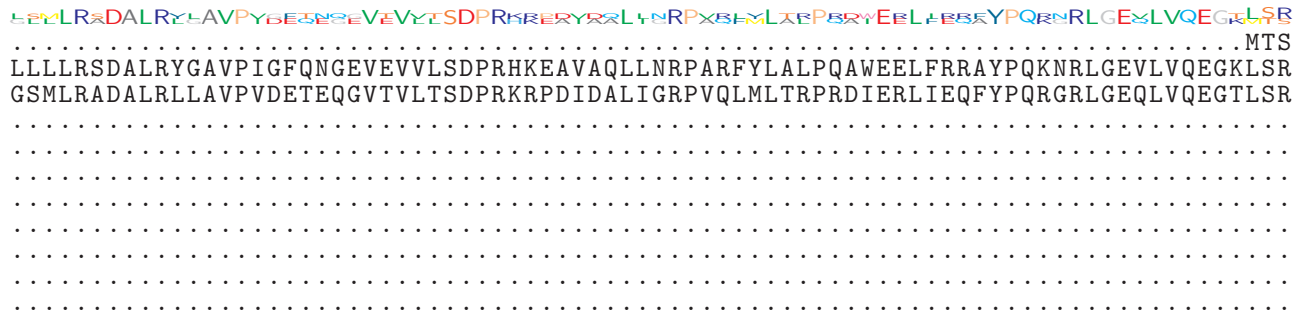 .............................................................................MTS
LLLLRSDALRYGAVPIGFQNGEVEVVLSDPRHKEAVAQLLNRPARFYLALPQAWEELFRRAYPQKNRLGEVLVQEGKLSR
GSMLRADALRLLAVPVDETEQGVTVLTSDPRKRPDIDALIGRPVQLMLTRPRDIERLIEQFYPQRGRLGEQLVQEGTLSR
................................................................................
................................................................................
................................................................................
................................................................................
................................................................................
................................................................................
................................................................................
................................................................................